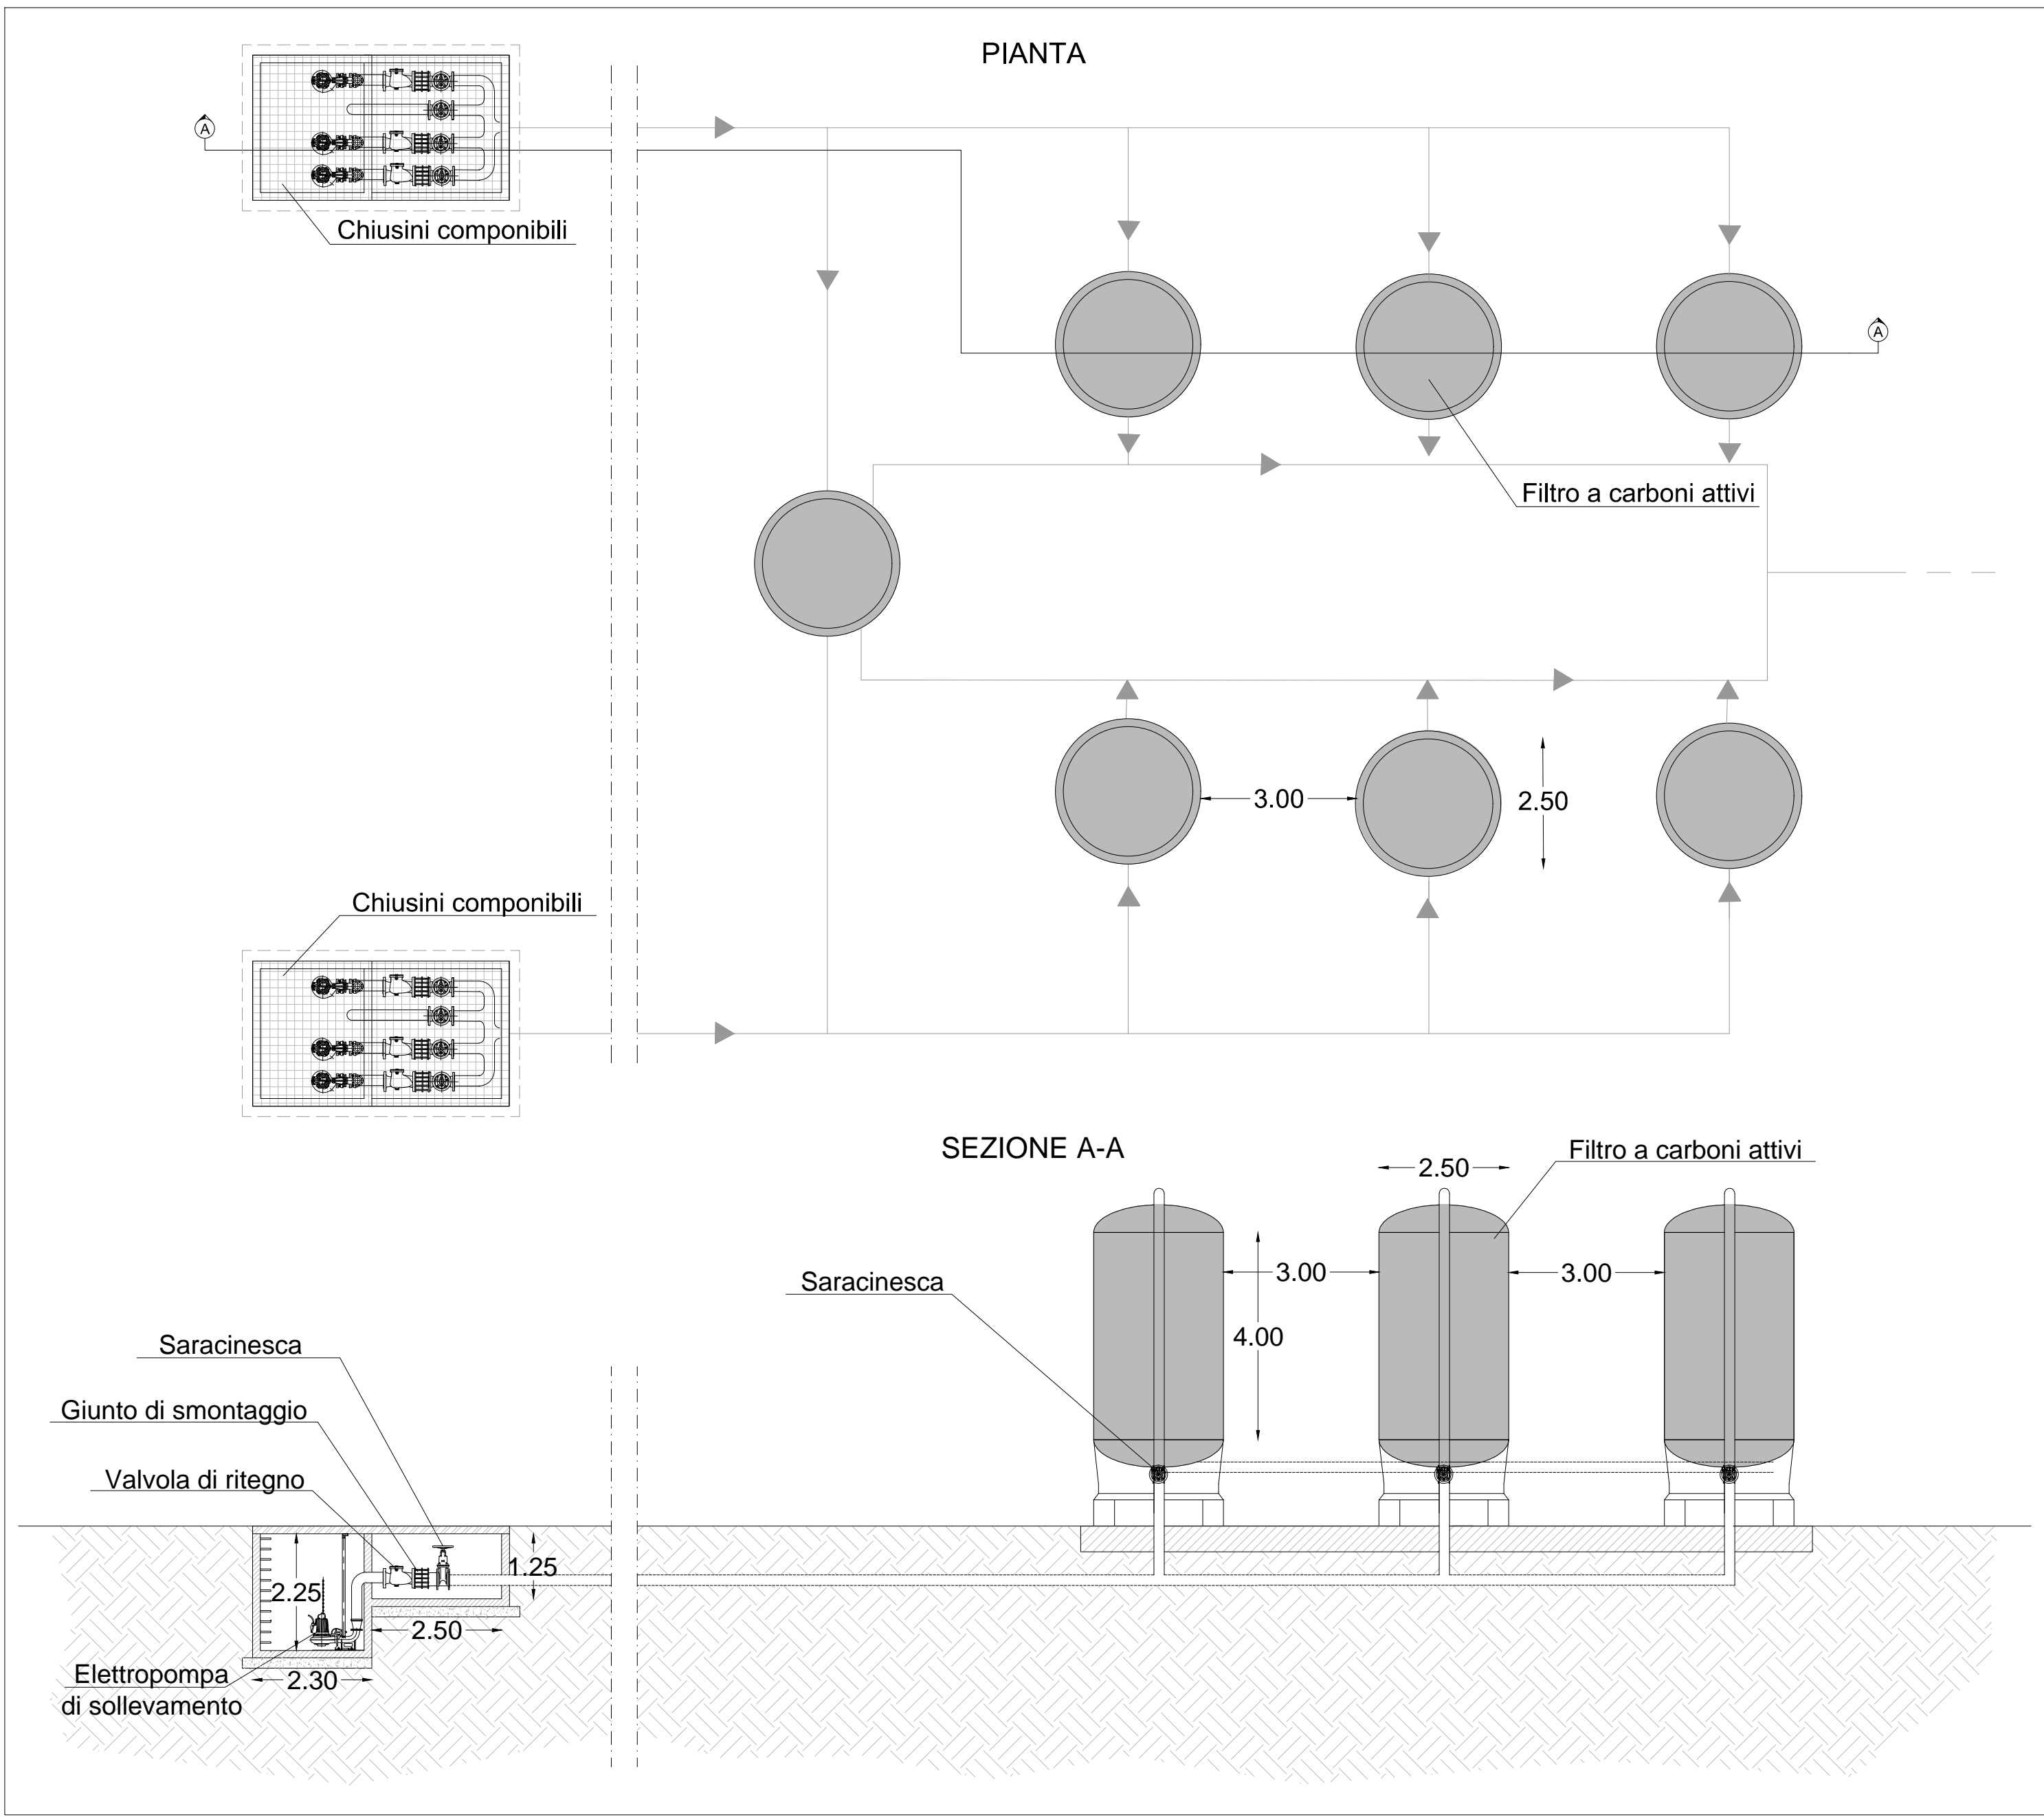 PIANTA
A
Chiusini componibili
A
Filtro a carboni attivi
3.00
2.50
Chiusini componibili
SEZIONE A-A
Filtro a carboni attivi
2.50
Saracinesca
3.00
3.00
4.00
Saracinesca
Giunto di smontaggio
Valvola di ritegno
1.25
2.25
2.50
Elettropompa
di sollevamento
2.30